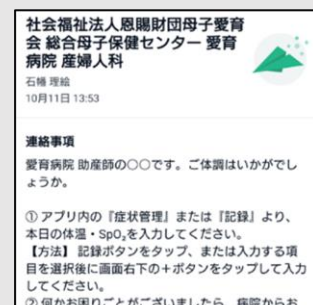 社会福祉法人恩賜財団母子愛育
会 総合母子保健センター 愛育
病院 産婦人科
石幡 理絵
10月11日 13:53
連絡事項
愛育病院 助産師の〇〇です。ご体調はいかがでし
ょうか。
① アプリ内の『症状管理』または『記録』より、
本日の体温・SpO₂を入力してください。
【方法】 記録ボタンをタップ、または入力する項
目を選択後に画面右下の+ボタンをタップして入力
してください。
② 何かお困りごとがございましたら、病院からお